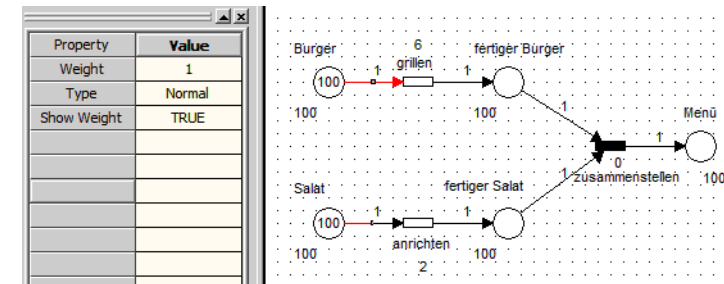 Property Value
Weight 1
Type Normal
Show Weight TRUE
Burger 6 fertiger Burger
grillen
100 1 1
100 100 1 Menü
1
0
zusammenstellen 100
Salat fertiger Salat 1
100 1 1
anrichten
100 100
2